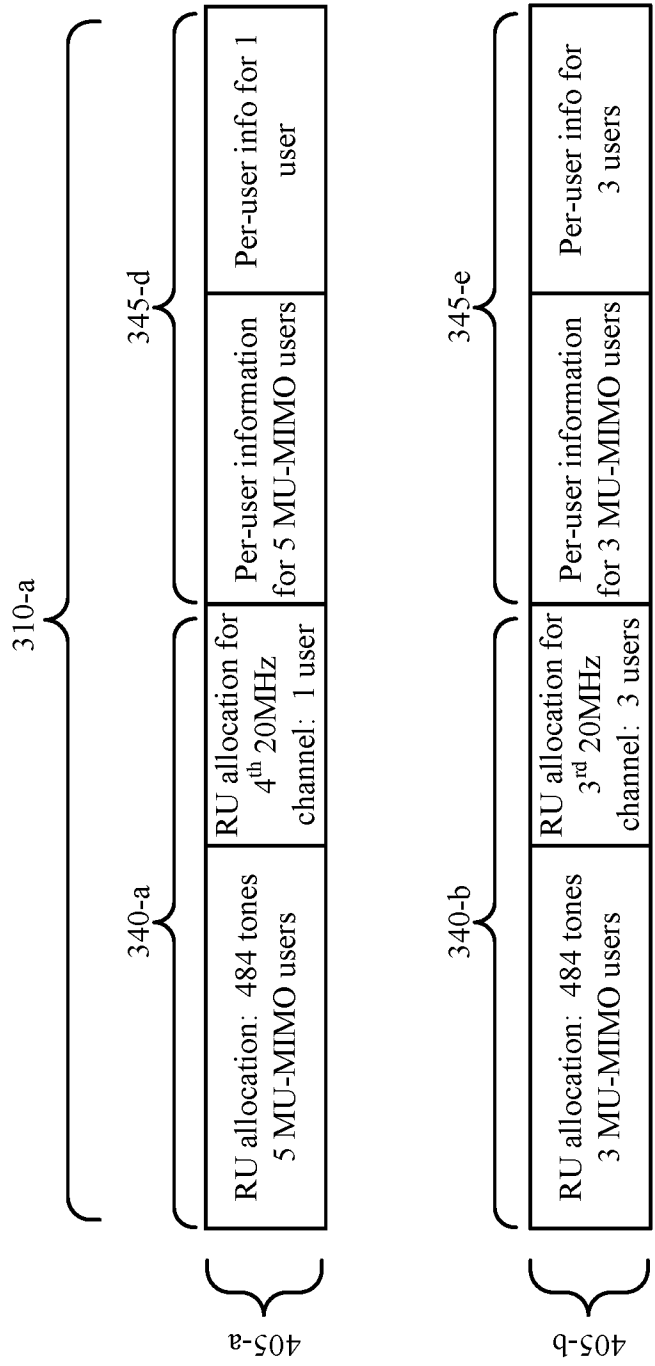 310-a
340-a
345-d
405-a
RU allocation: 484 tones
5 MU-MIMO users
RU allocation for
4th 20MHz
channel: 1 user
Per-user information
for 5 MU-MIMO users
Per-user info for 1
user
340-b
345-e
405-b
RU allocation: 484 tones
3 MU-MIMO users
RU allocation for
3rd 20MHz
channel: 3 users
Per-user information
for 3 MU-MIMO users
Per-user info for
3 users